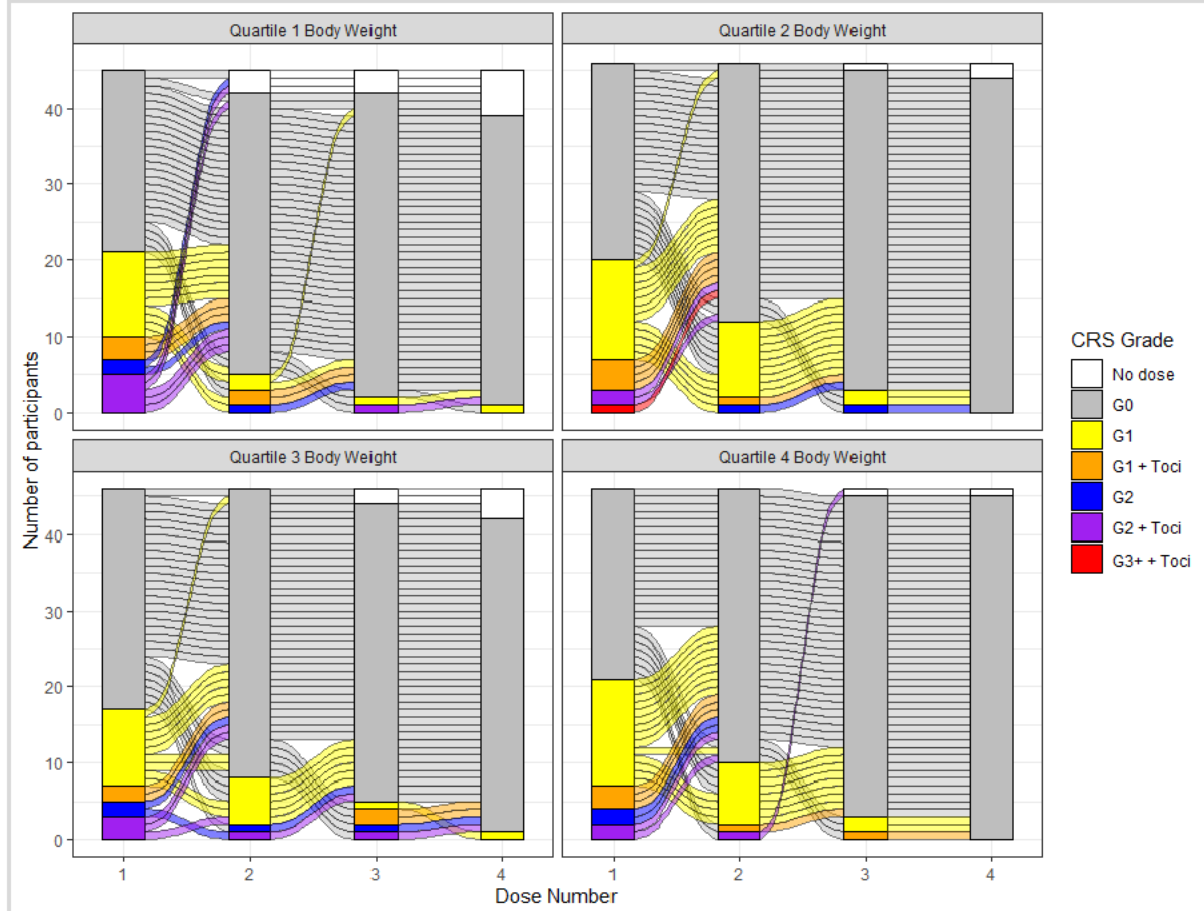 Quartile 1 Body Weight
Quartile 2 Body Weight
40
30
20
10
0
Quartile 3 Body Weight
Quartile 4 Body Weight
40
30
20
10
0
1 2 3 4
1 2 3 4
Dose Number
Number of participants
CRS Grade
No dose
G0
G1
G1 + Toci
G2
G2 + Toci
G3+ + Toci